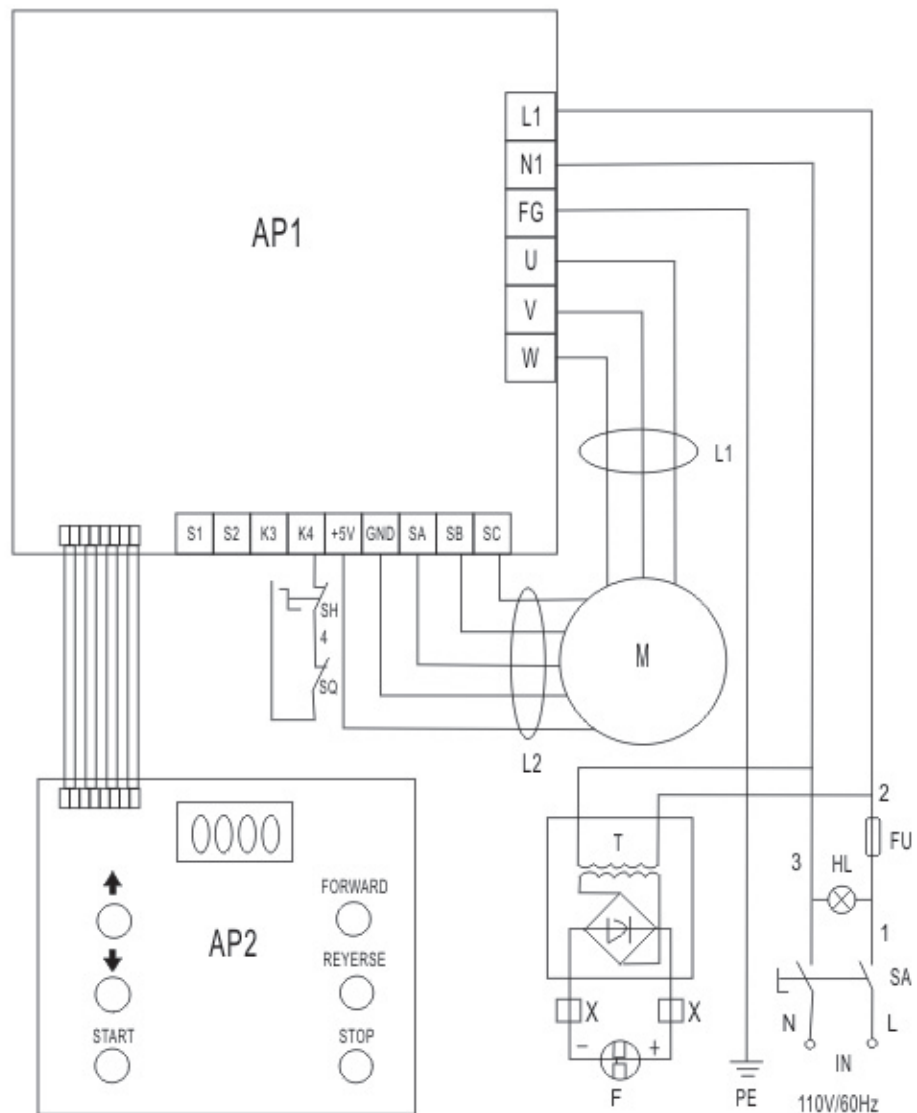 L1
N1
FG
AP1
U
V
W
L1
S1 S2 K3 K4 +5V GND SA SB SC
SH
4
SQ
M
L2
2
T
FU
3 HL
0000
FORWARD
1
AP2
REYERSE
SA
X X
N L
START STOP
− +
IN
F
PE
110V/60Hz